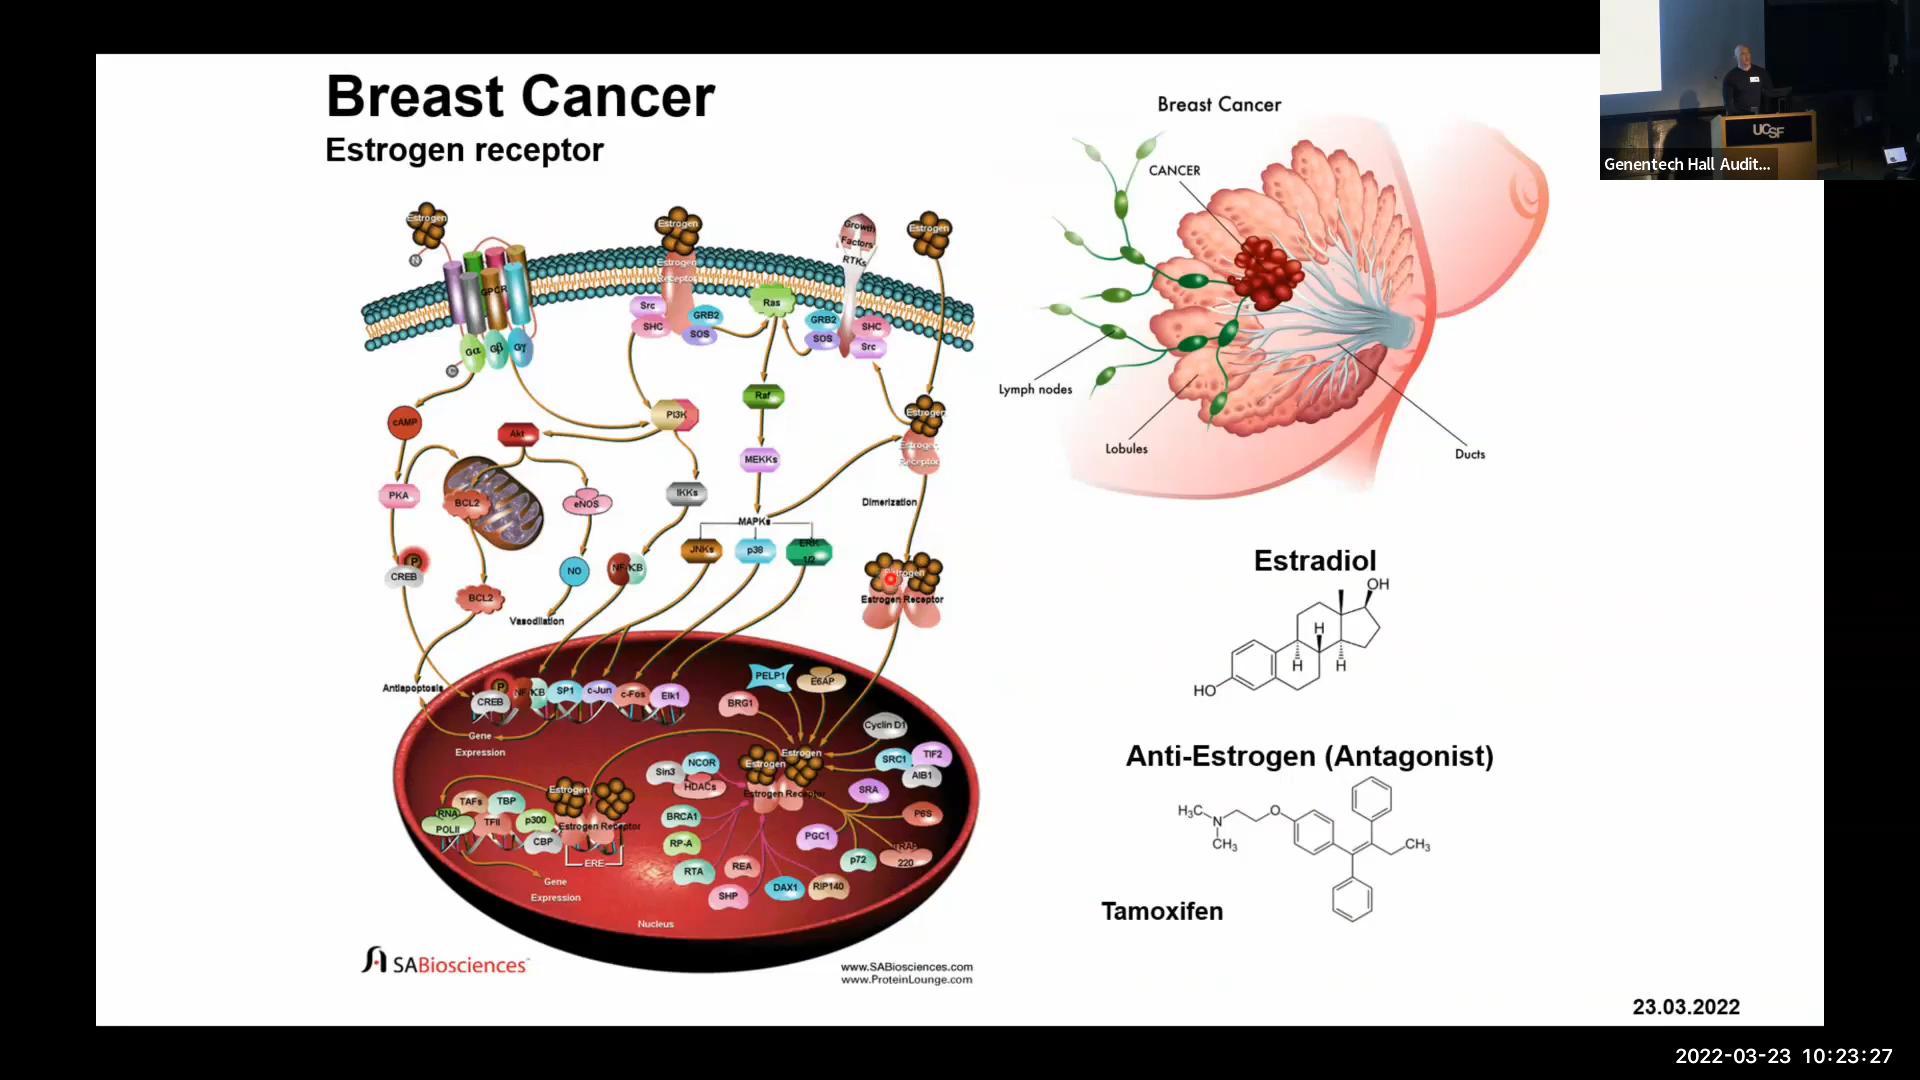 Breast Cancer
Estrogen receptor
Breast Cancer
CANCER
Lymph nodes
Lobules
Ducts
UCSF
Genentech Hall Audit...
Estrogen
N
GPCR
Gα
Gβ
Gγ
C
Estrogen
Estrogen
Receptor
Src
SHC
GRB2
SOS
Ras
Growth
Factors
RTKs
GRB2
SOS
SHC
Src
Estrogen
cAMP
Akt
PI3K
Raf
Estrogen
Estrogen
Receptor
PKA
BCL2
eNOS
IKKs
MEKKs
Dimerization
MAPKs
JNKs
p38
ERK
1/2
P
CREB
BCL2
NO
NF-KB
Vasodilation
Estrogen
Estrogen Receptor
Antiapoptosis
P
CREB
NF-KB
SP1
c-Jun
c-Fos
Elk1
Gene
Expression
PELP1
E6AP
BRG1
Cyclin D1
Estrogen
Estrogen
Estrogen Receptor
SRC1
TIF2
AIB1
Sin3
NCOR
HDACs
SRA
BRCA1
P6S
RP-A
PGC1
RTA
REA
p72
TRAP
220
SHP
DAX1
RIP140
TAFs
TBP
Estrogen
RNA
POLII
TFII
p300
CBP
Estrogen Receptor
ERE
Gene
Expression
Nucleus
SABiosciences
www.SABiosciences.com
www.ProteinLounge.com
Estradiol
OH
H
H
H
HO
Anti-Estrogen (Antagonist)
H₃C
N
CH₃
O
CH₃
Tamoxifen
23.03.2022
2022-03-23 10:23:27